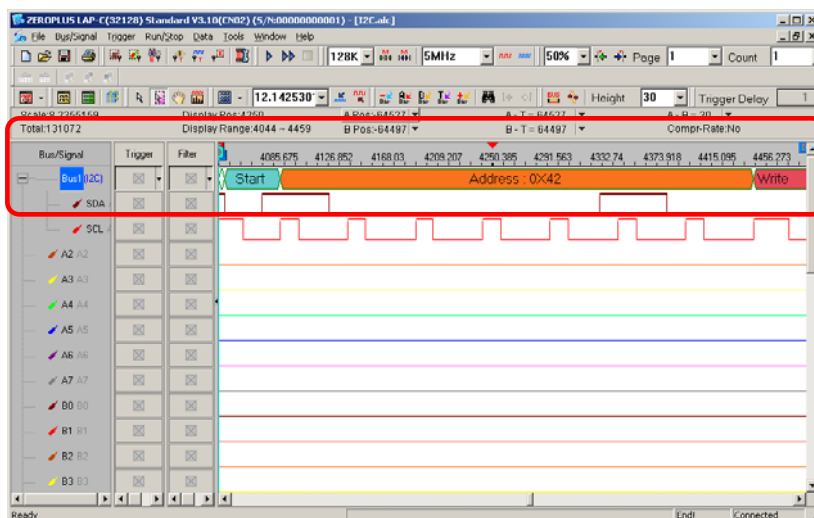 ZEROPLUS LAP-C(32128) Standard V3.10(CN02) (S/N:00000000001) - [I2C.alc]
File Bus/Signal Trigger Run/Stop Data Tools Window Help
128K 5MHz 50% Page 1 Count 1
12.142530 Height 30 Trigger Delay 1
Scale:8.2355159 Display Pos:4250 A Pos:-64527 A - T = 64527 A - B = 30
Total:131072 Display Range:4044 ~ 4459 B Pos:-64497 B - T = 64497 Compr-Rate:No
Bus/Signal Trigger Filter 4085.675 4126.852 4168.03 4209.207 4250.385 4291.563 4332.74 4373.918 4415.095 4456.273
Bus1 (I2C) Start Address : 0X42 Write
SDA
SCL
A2 A2
A3 A3
A4 A4
A5 A5
A6 A6
A7 A7
B0 B0
B1 B1
B2 B2
B3 B3
Ready End! Connected